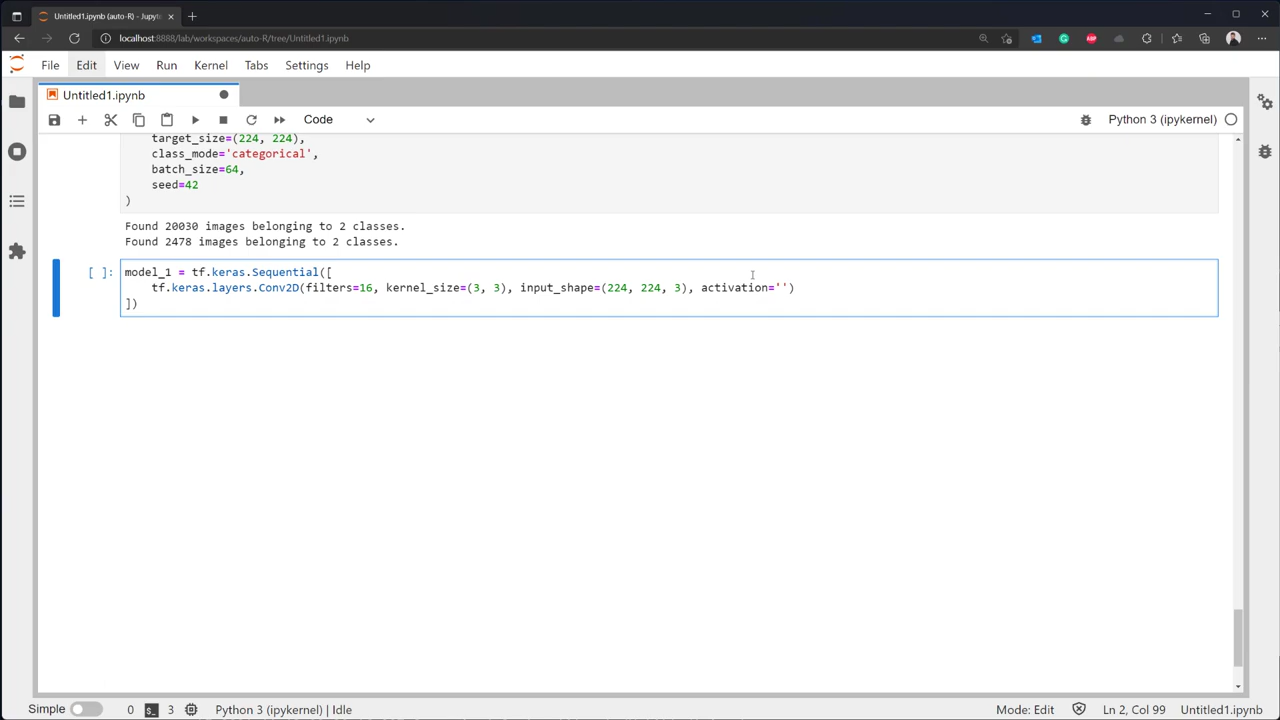 Untitled1.ipynb (auto-R) - Jupyt
localhost:8888/lab/workspaces/auto-R/tree/Untitled1.ipynb
ABP
File Edit View Run Kernel Tabs Settings Help
Untitled1.ipynb
Code
Python 3 (ipykernel)
target_size=(224, 224),
class_mode='categorical',
batch_size=64,
seed=42
)
Found 20030 images belonging to 2 classes.
Found 2478 images belonging to 2 classes.
[ ]: model_1 = tf.keras.Sequential([
tf.keras.layers.Conv2D(filters=16, kernel_size=(3, 3), input_shape=(224, 224, 3), activation='')
])
Simple 0 $_ 3 Python 3 (ipykernel) | Idle Mode: Edit Ln 2, Col 99 Untitled1.ipynb